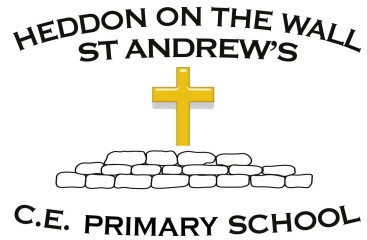 HEDDON ON THE WALL
ST ANDREW'S
C.E. PRIMARY SCHOOL